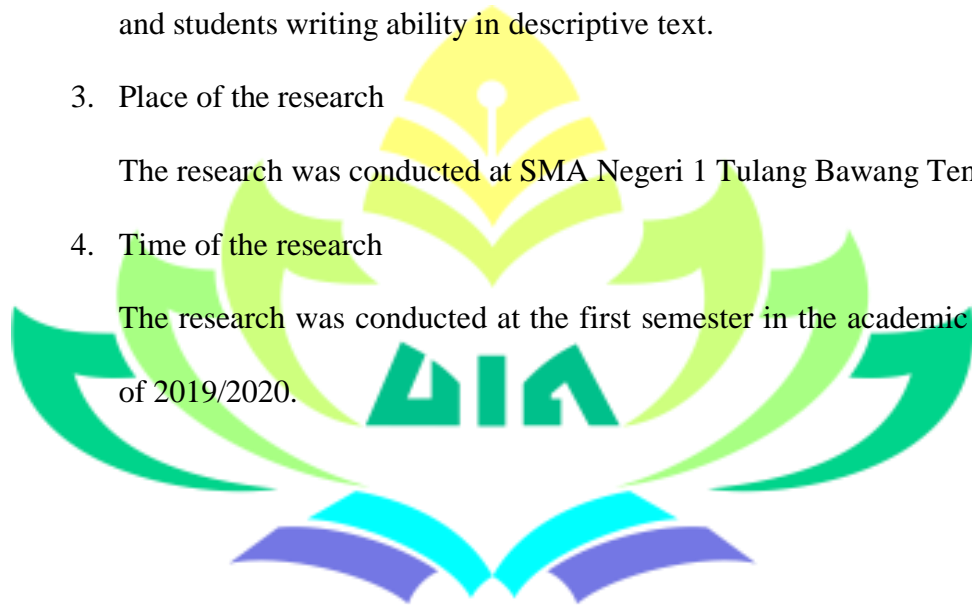 and students writing ability in descriptive text.
3. Place of the research
The research was conducted at SMA Negeri 1 Tulang Bawang
4. Time of the research
The research was conducted at the first semester in the academic
of 2019/2020.
UIN